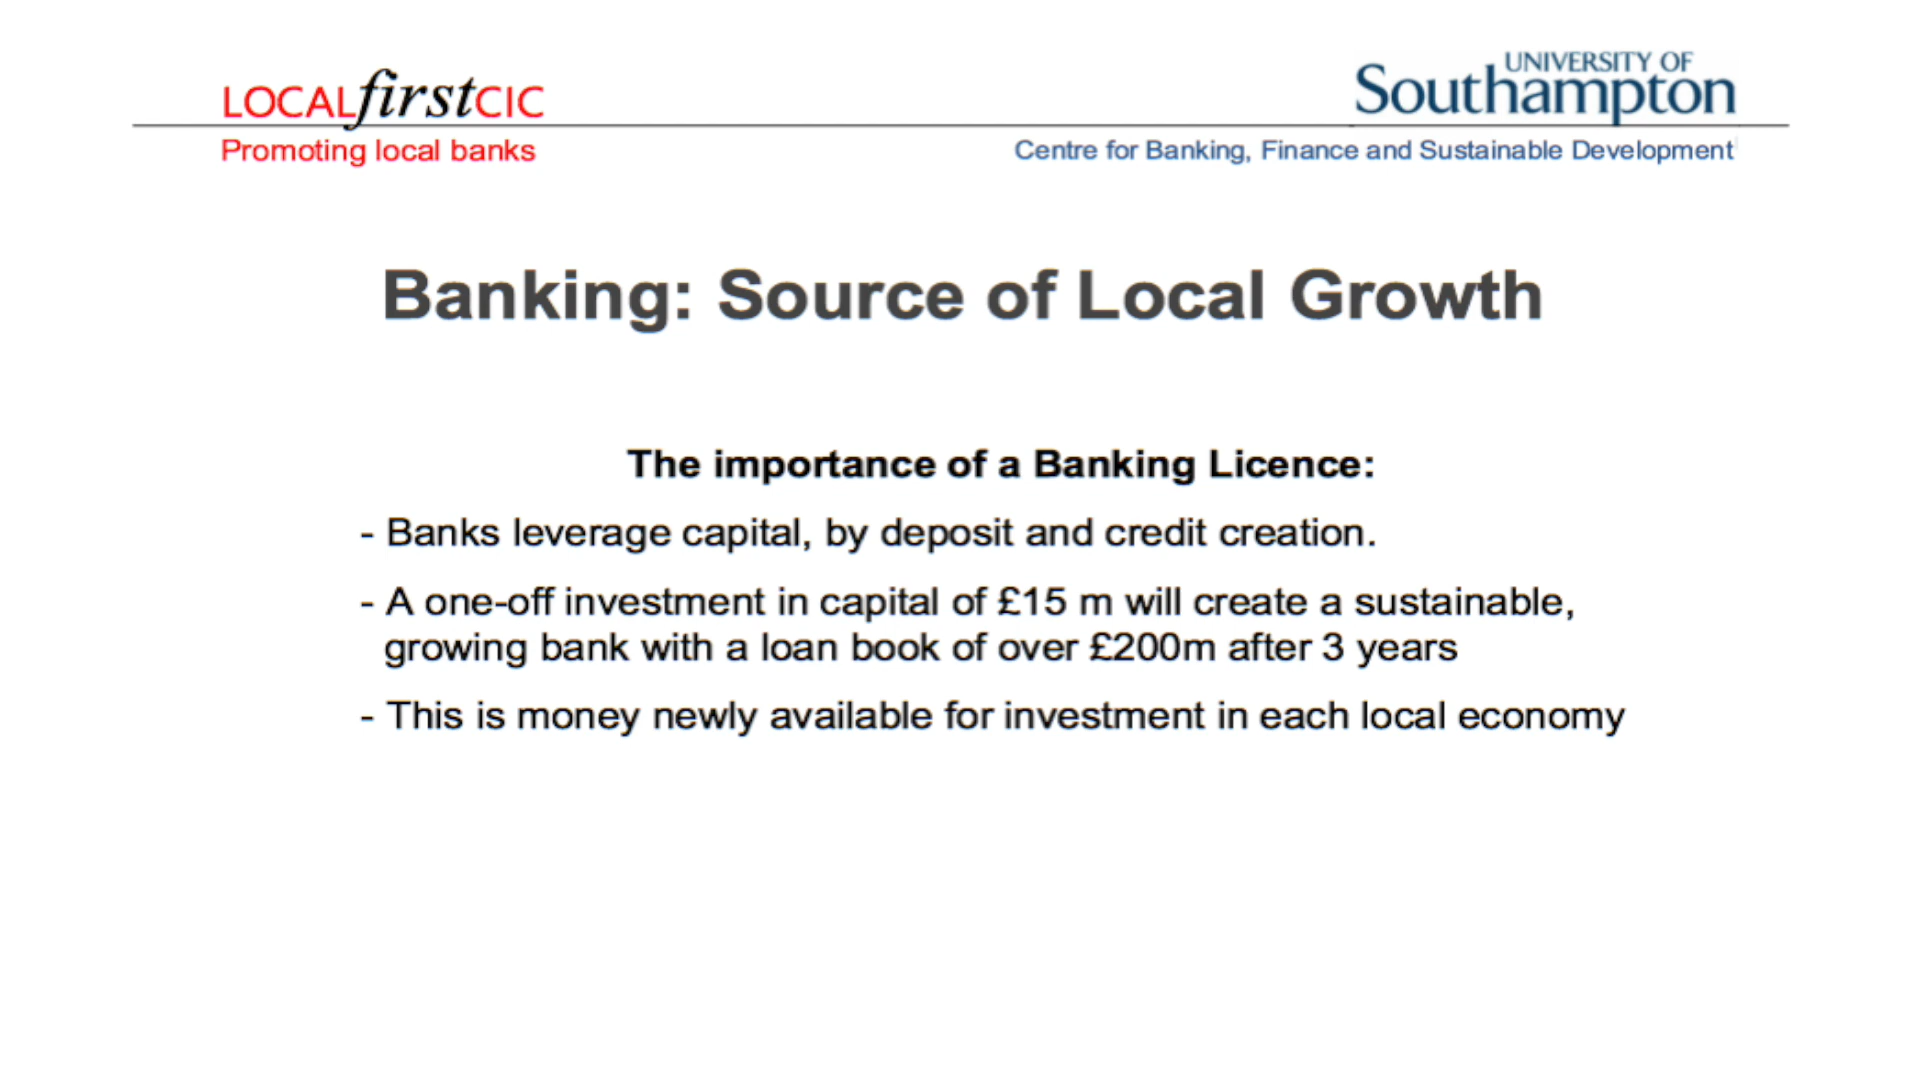 LOCALfirstCIC
Promoting local banks
UNIVERSITY OF
Southampton
Centre for Banking, Finance and Sustainable Development
Banking: Source of Local Growth
The importance of a Banking Licence:
- Banks leverage capital, by deposit and credit creation.
- A one-off investment in capital of £15 m will create a sustainable,
growing bank with a loan book of over £200m after 3 years
- This is money newly available for investment in each local economy